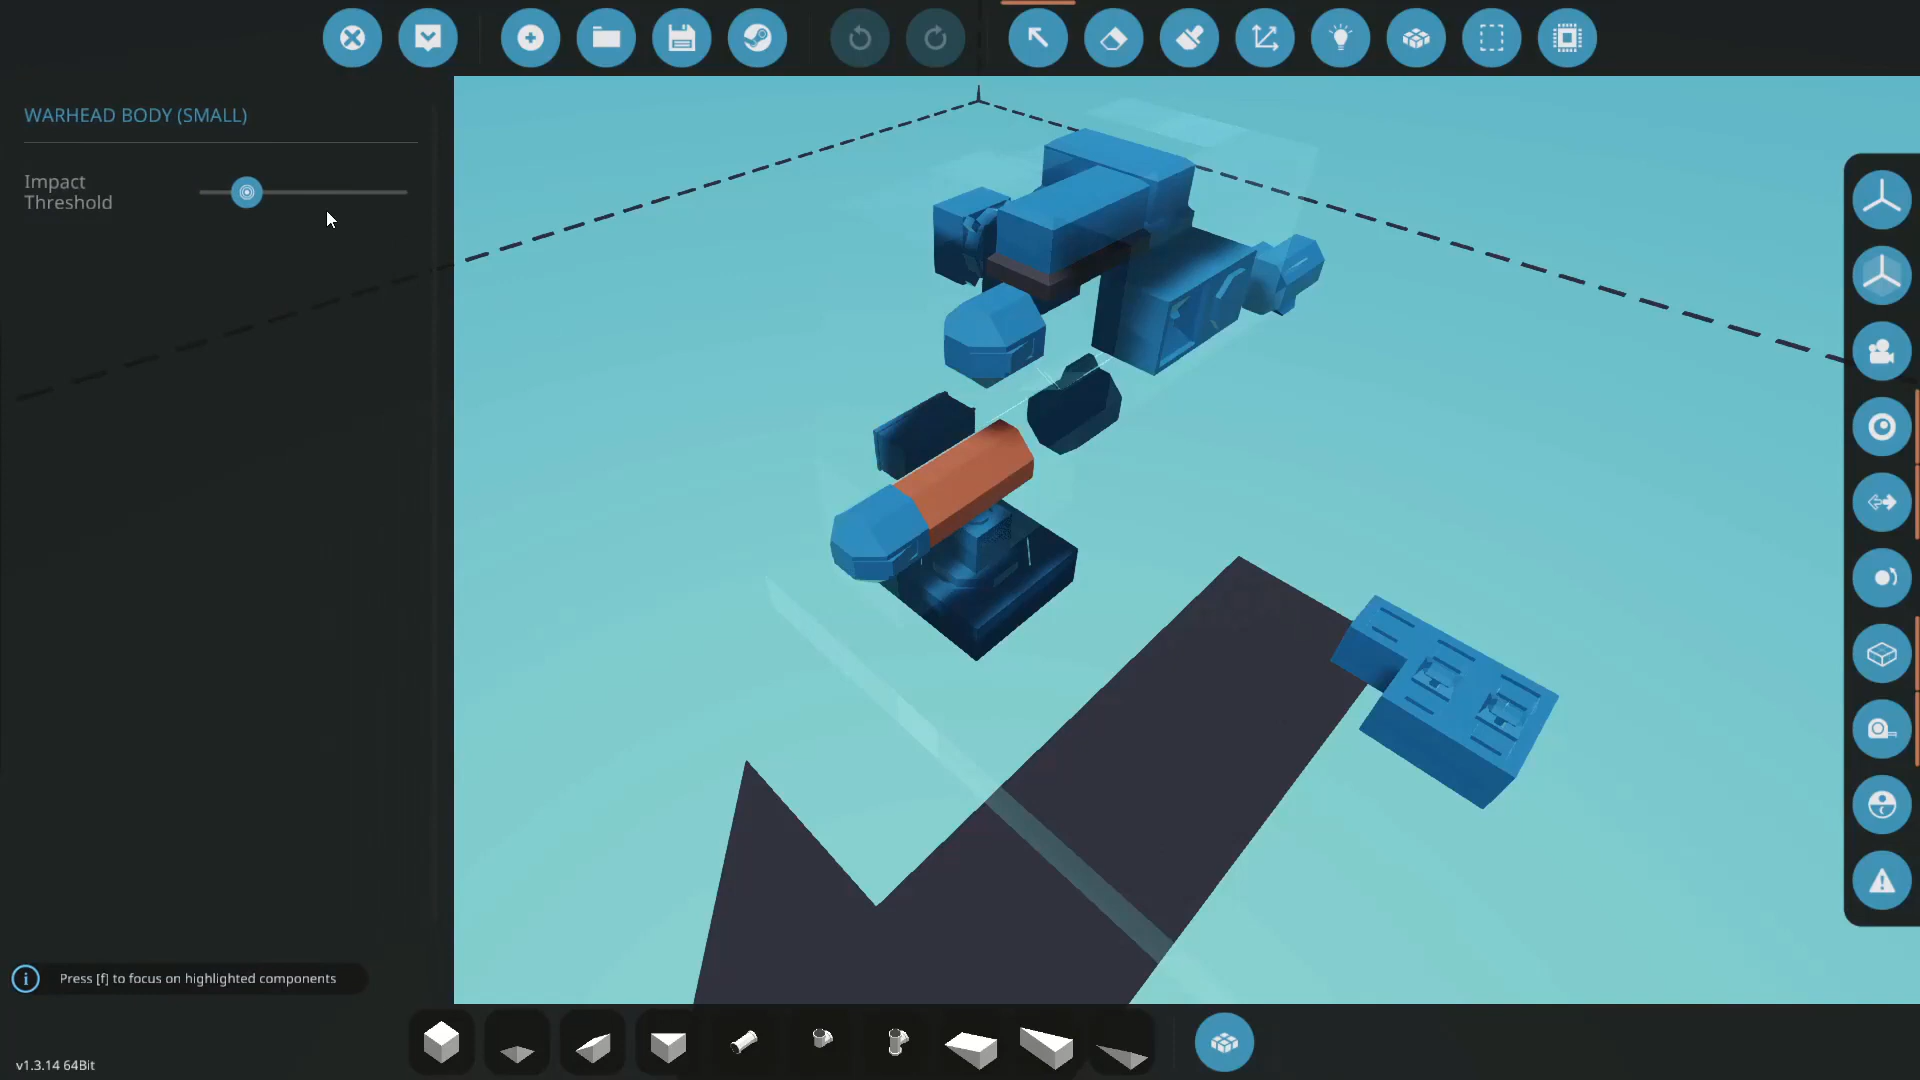 WARHEAD BODY (SMALL)
Impact
Threshold
Press [f] to focus on highlighted components
v1.3.14 64Bit